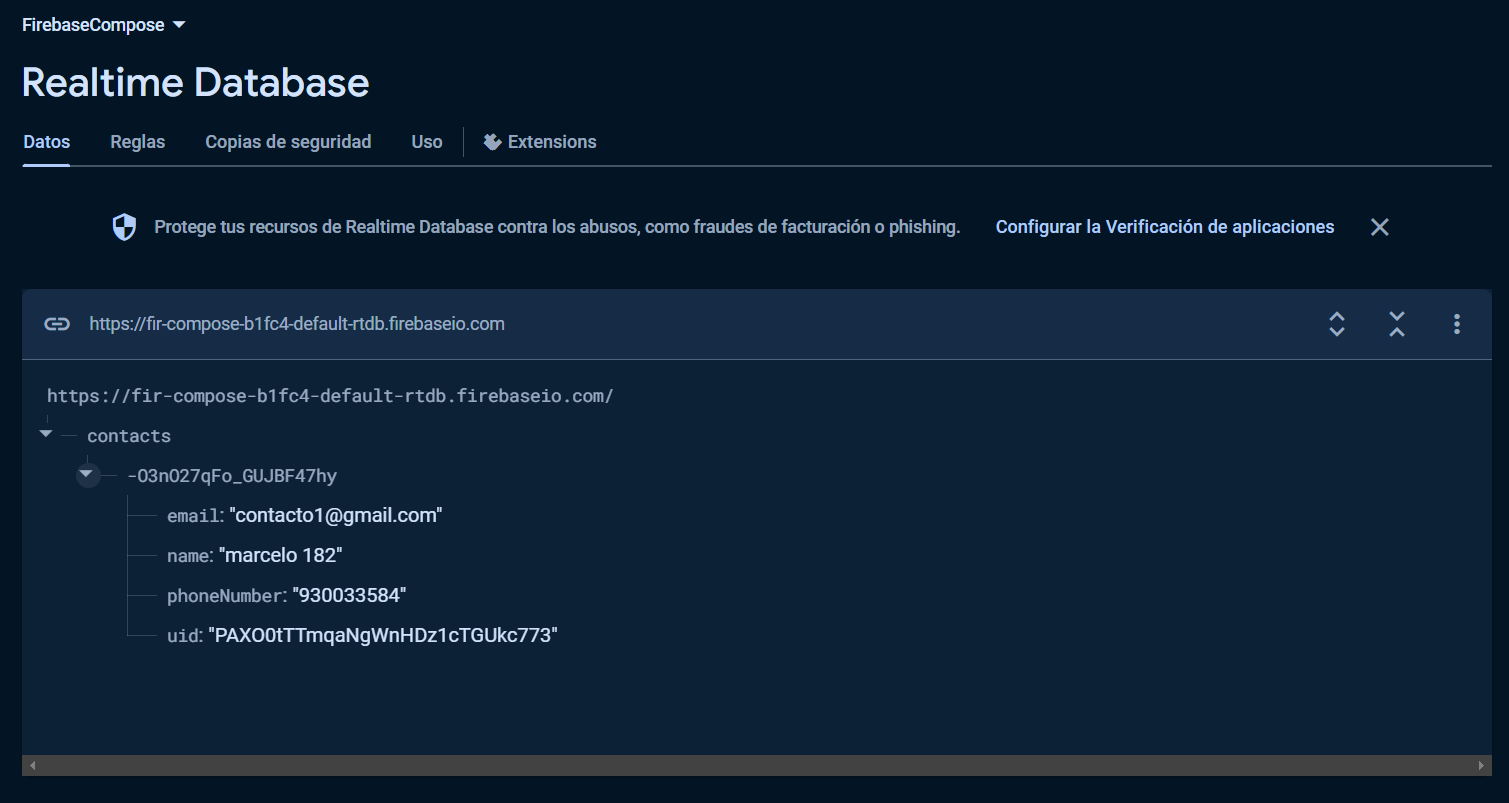 FirebaseCompose
Realtime Database
Datos Reglas Copias de seguridad Uso Extensions
Protege tus recursos de Realtime Database contra los abusos, como fraudes de facturación o phishing. Configurar la Verificación de aplicaciones
https://fir-compose-b1fc4-default-rtdb.firebaseio.com
https://fir-compose-b1fc4-default-rtdb.firebaseio.com/
contacts
-O3nO27qFo_GUJBF47hy
email: "contacto1@gmail.com"
name: "marcelo 182"
phoneNumber: "930033584"
uid: "PAXO0tTTmqaNgWnHDz1cTGUkc773"